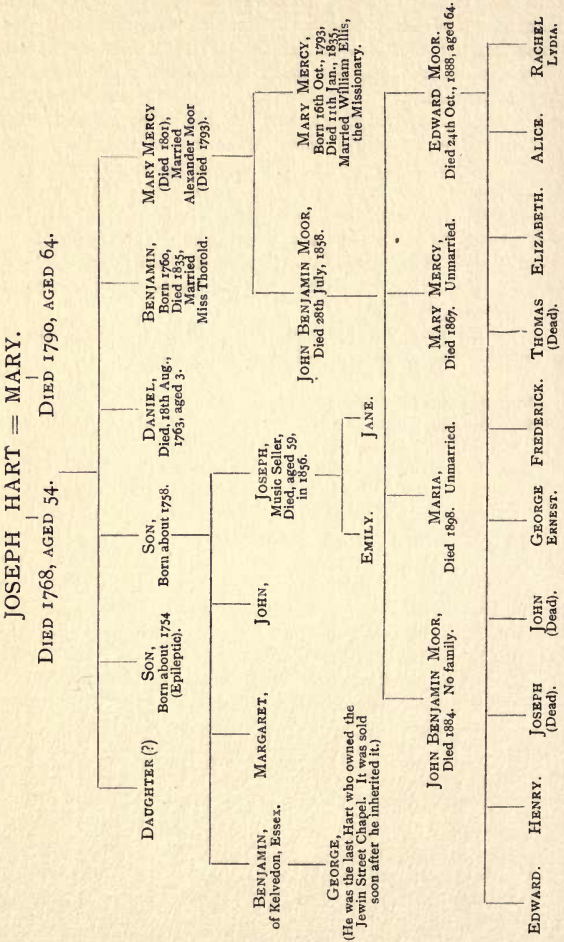 JOSEPH HART = MARY.
DIED 1768, AGED 54. DIED 1790, AGED 64.
DAUGHTER (?)
SON,
Born about 1754
(Epileptic).
SON,
Born about 1758.
DANIEL,
Died, 18th Aug.,
1763, aged 3.
BENJAMIN,
Born 1760,
Died 1835,
Married
Miss Thorold.
MARY MERCY
(Died 1801),
Married
Alexander Moor
(Died 1793).
BENJAMIN,
of Kelvedon, Essex.
MARGARET,
JOHN,
JOSEPH,
Music Seller,
Died, aged 59,
in 1856.
JOHN BENJAMIN MOOR,
Died 28th July, 1858.
MARY MERCY,
Born 16th Oct., 1793,
Died 11th Jan., 1835,
Married William Ellis,
the Missionary.
GEORGE,
(He was the last Hart who owned the
Jewin Street Chapel. It was sold
soon after he inherited it.)
EMILY.
JANE.
JOHN BENJAMIN MOOR,
Died 1884. No family.
MARIA,
Died 1898. Unmarried.
MARY MERCY,
Died 1867. Unmarried.
EDWARD MOOR.
Died 24th Oct., 1888, aged 64.
EDWARD.
HENRY.
JOSEPH
(Dead).
JOHN
(Dead).
GEORGE
ERNEST.
FREDERICK.
THOMAS
(Dead).
ELIZABETH.
ALICE.
RACHEL
LYDIA.